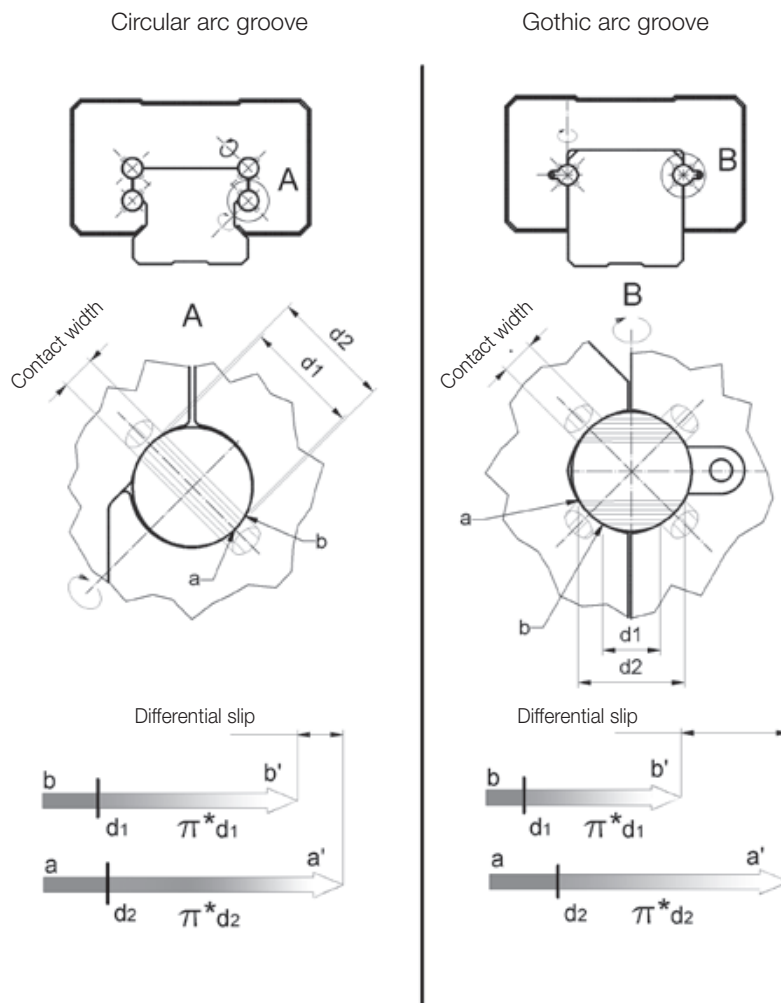 Circular arc groove
Gothic arc groove
A
B
A
Contact width
d1
d2
a
b
B
Contact width
a
b
d1
d2
Differential slip
b
b'
d1
π*d1
a
a'
d2
π*d2
Differential slip
b
b'
d1
π*d1
a
a'
d2
π*d2